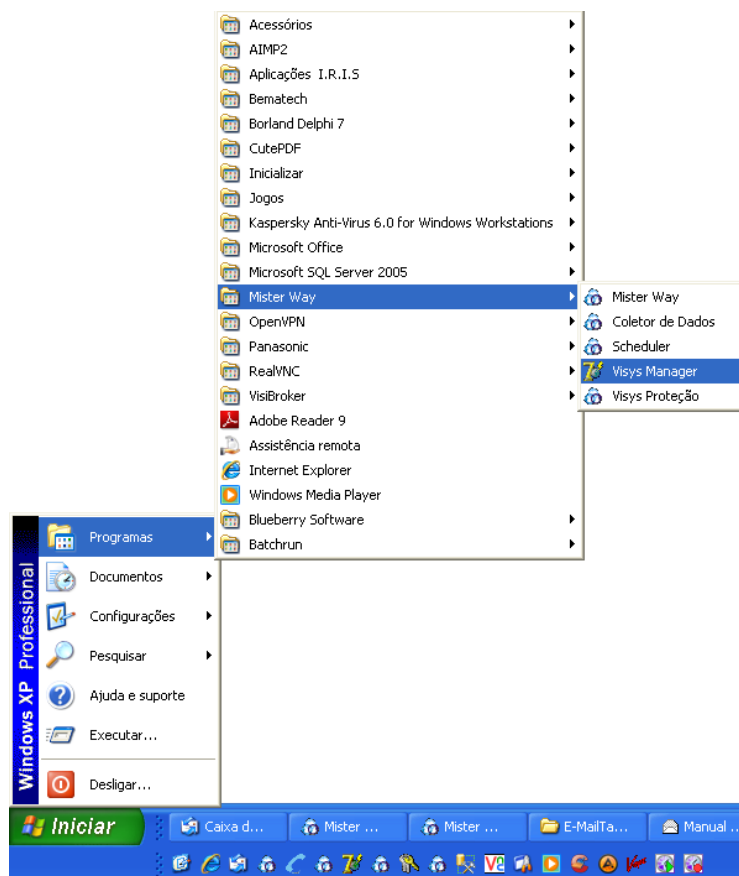 Acessórios
AIMP2
Aplicações I.R.I.S
Bematech
Borland Delphi 7
CutePDF
Inicializar
Jogos
Kaspersky Anti-Virus 6.0 for Windows Workstations
Microsoft Office
Microsoft SQL Server 2005
Mister Way
OpenVPN
Panasonic
RealVNC
VisiBroker
Adobe Reader 9
Assistência remota
Internet Explorer
Windows Media Player
Blueberry Software
Batchrun
Mister Way
Coletor de Dados
Scheduler
Visys Manager
Visys Proteção
Windows XP Professional
Programas
Documentos
Configurações
Pesquisar
Ajuda e suporte
Executar...
Desligar...
Iniciar
Caixa d...
Mister ...
Mister ...
E-MailTa...
Manual ...